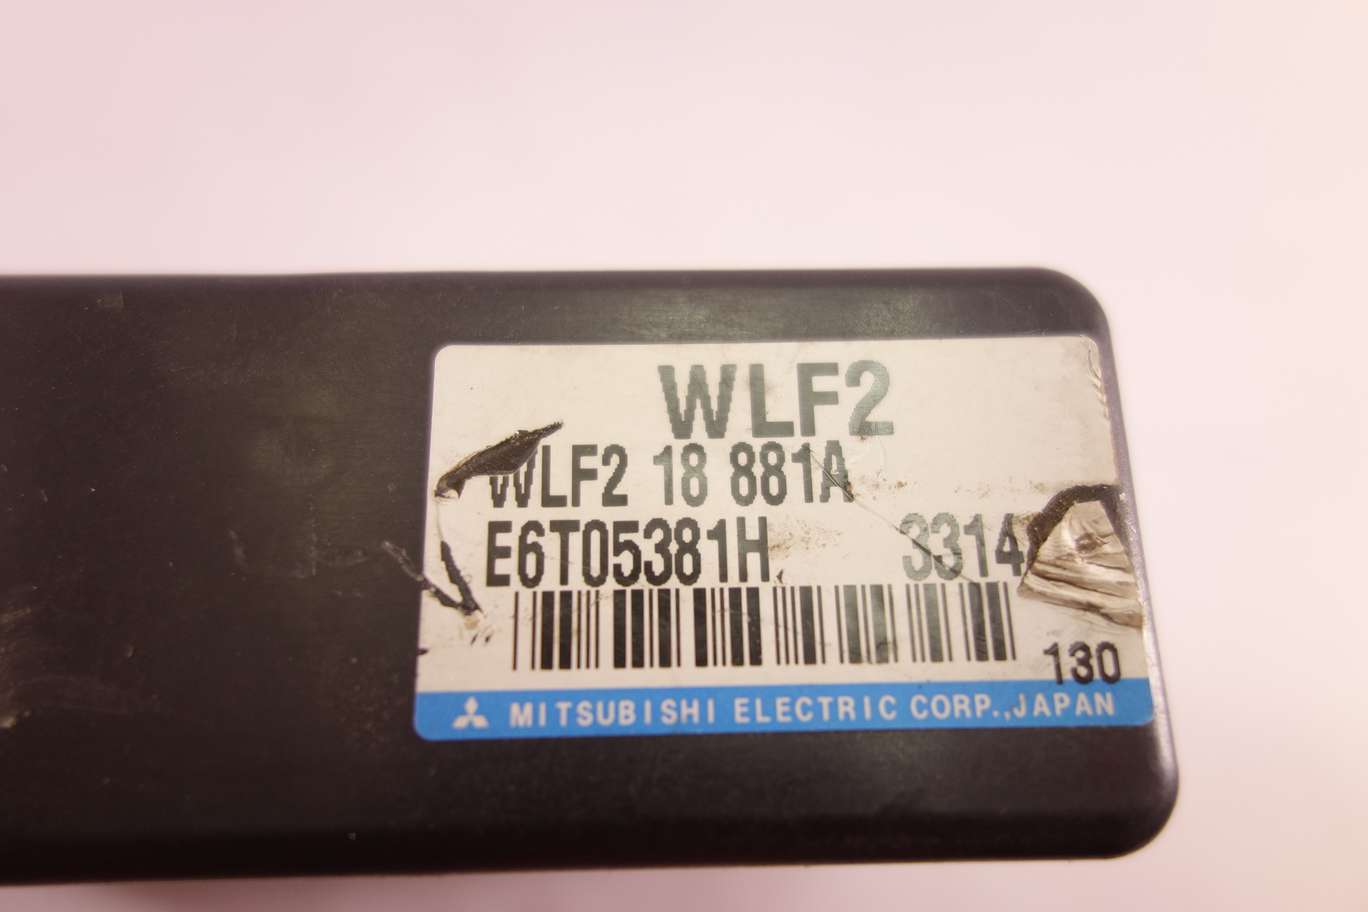 WLF2
WLF2 18 881A
E6T05381H 3314
130
MITSUBISHI ELECTRIC CORP.,JAPAN